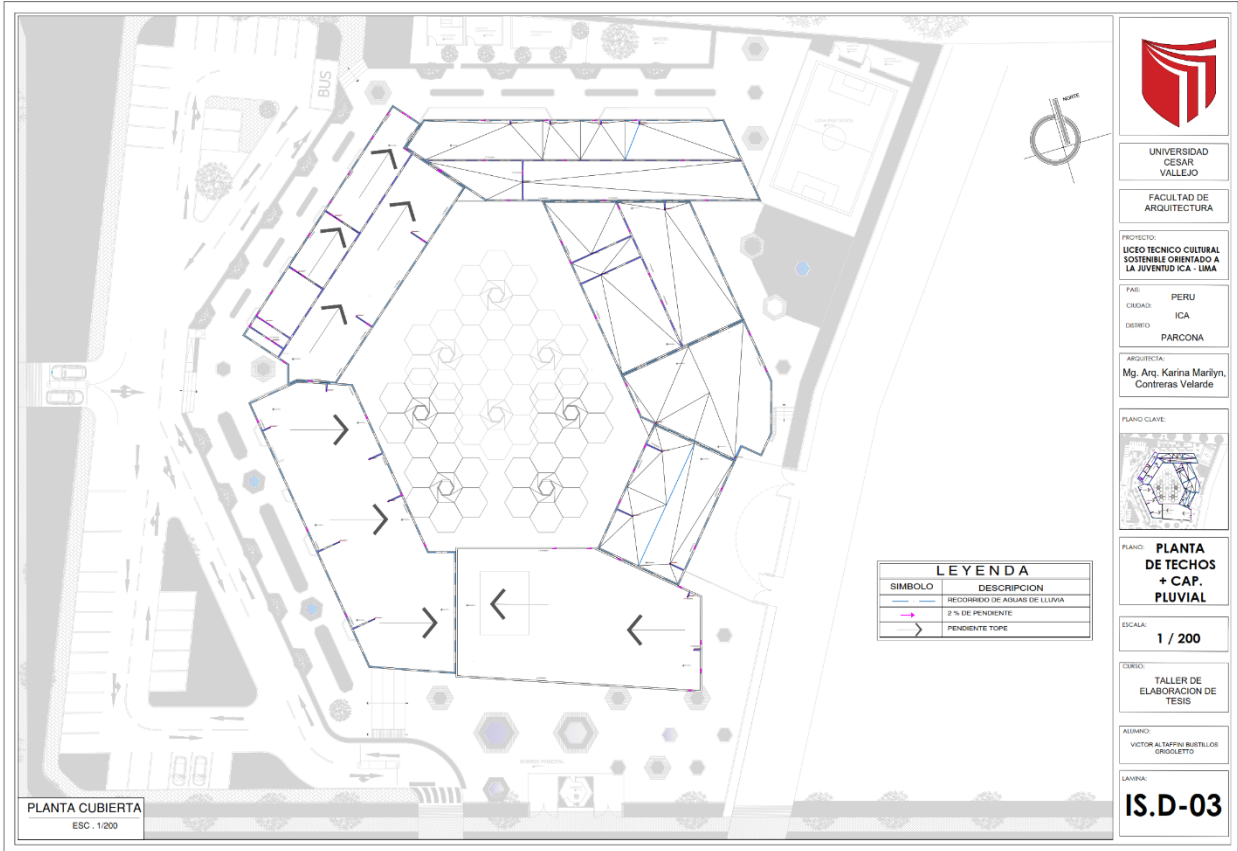 BUS
NORTE
PLANTA CUBIERTA
ESC . 1/200
LEYENDA
SIMBOLO
DESCRIPCION
RECORRIDO DE AGUAS DE LLUVIA
2 % DE PENDIENTE
PENDIENTE TOPE
UNIVERSIDAD
CESAR
VALLEJO
FACULTAD DE
ARQUITECTURA
PROYECTO:
LICEO TECNICO CULTURAL
SOSTENIBLE ORIENTADO A
LA JUVENTUD ICA - LIMA
PAIS:
PERU
CIUDAD:
ICA
DISTRITO
PARCONA
ARQUITECTA:
Mg. Arq. Karina Marilyn,
Contreras Velarde
PLANO CLAVE:
PLANO:
PLANTA
DE TECHOS
+ CAP.
PLUVIAL
ESCALA:
1 / 200
CURSO:
TALLER DE
ELABORACION DE
TESIS
ALUMNO:
VICTOR ALTAFFINI BUSTILLOS
GRIGOLETTO
LAMINA:
IS.D-03